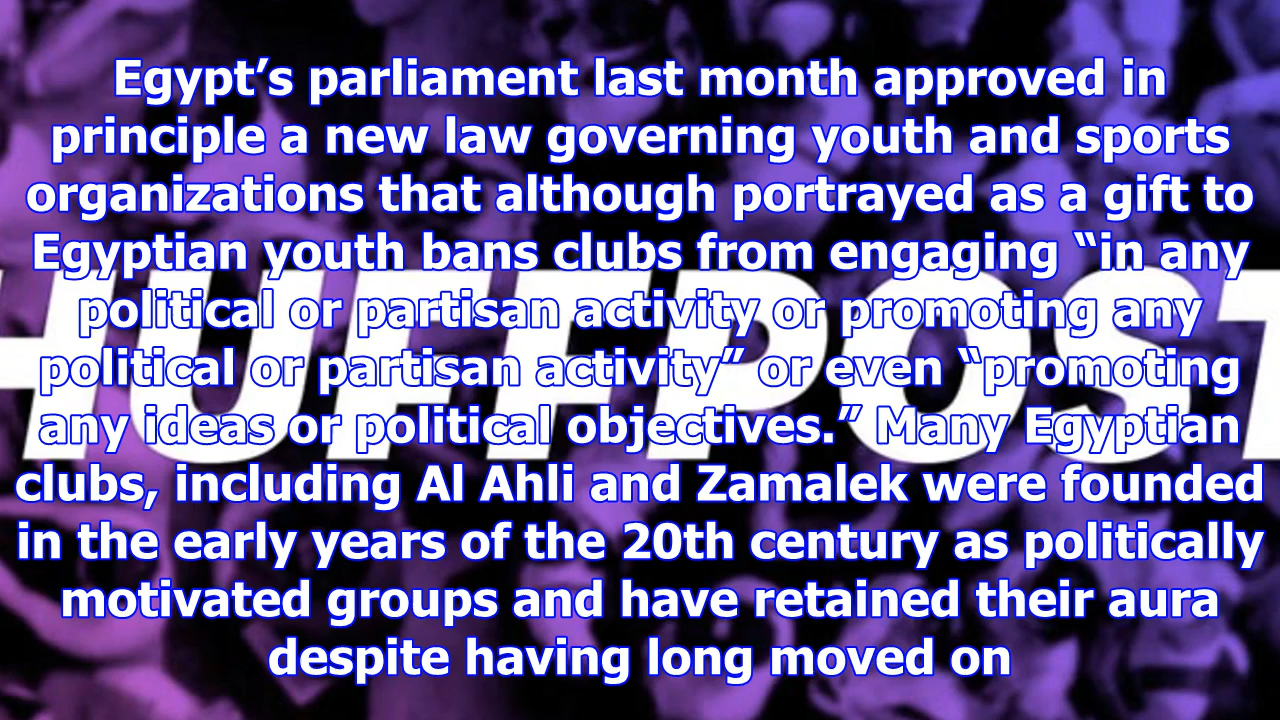 Egypt’s parliament last month approved in
principle a new law governing youth and sports
organizations that although portrayed as a gift to
Egyptian youth bans clubs from engaging “in any
political or partisan activity or promoting any
political or partisan activity” or even “promoting
any ideas or political objectives.” Many Egyptian
clubs, including Al Ahli and Zamalek were founded
in the early years of the 20th century as politically
motivated groups and have retained their aura
despite having long moved on
HUFFPOST